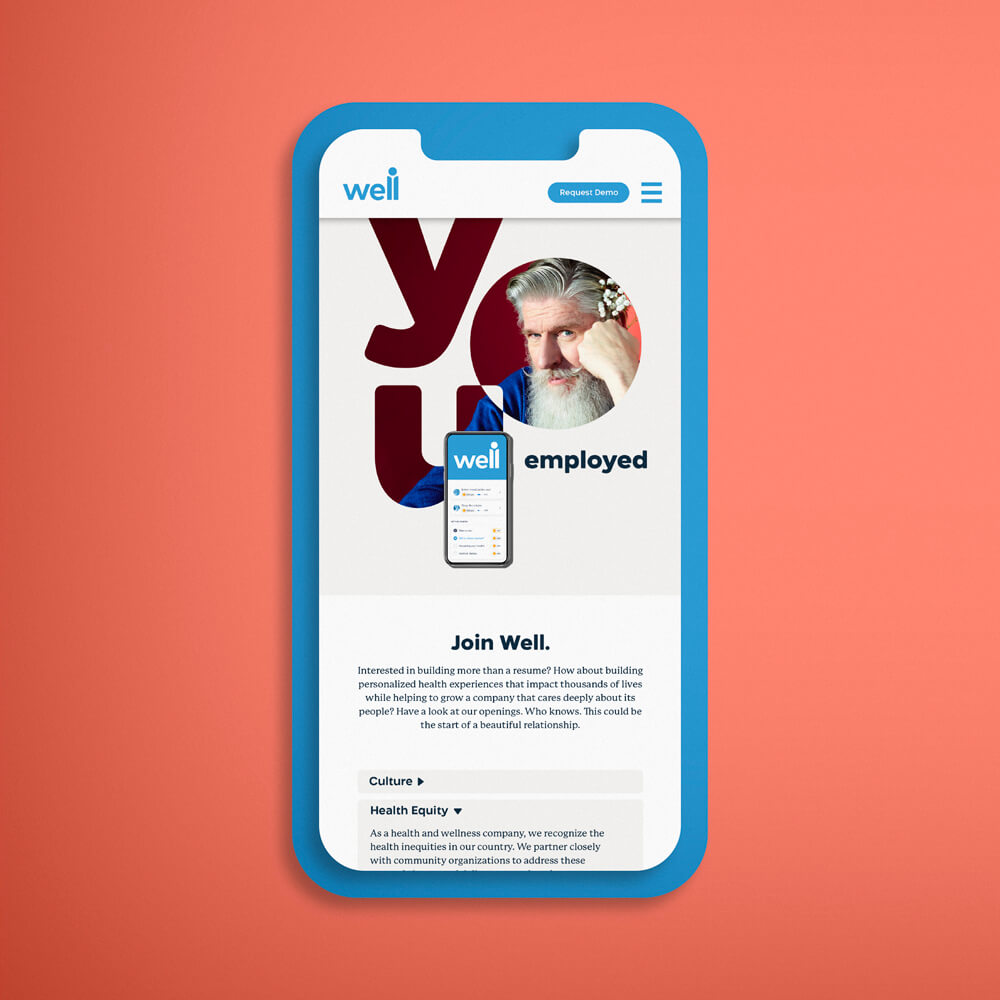 well
Request Demo
you
well employed
Join Well.
Interested in building more than a resume? How about building
personalized health experiences that impact thousands of lives
while helping to grow a company that cares deeply about its
people? Have a look at our openings. Who knows. This could be
the start of a beautiful relationship.
Culture
Health Equity
As a health and wellness company, we recognize the
health inequities in our country. We partner closely
with community organizations to address these